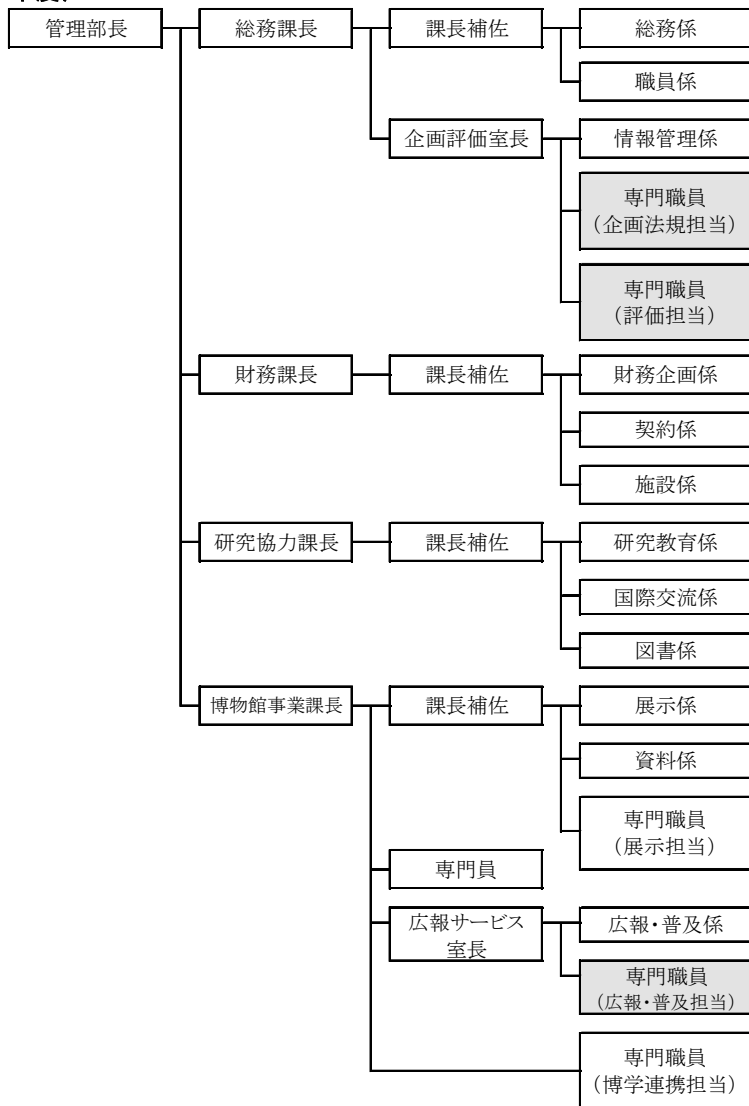 管理部長
総務課長
課長補佐
総務係
職員係
企画評価室長
情報管理係
専門職員
(企画法規担当)
専門職員
(評価担当)
財務課長
課長補佐
財務企画係
契約係
施設係
研究協力課長
課長補佐
研究教育係
国際交流係
図書係
博物館事業課長
課長補佐
展示係
資料係
専門職員
(展示担当)
専門員
広報サービス
室長
広報・普及係
専門職員
(広報・普及担当)
専門職員
(博学連携担当)